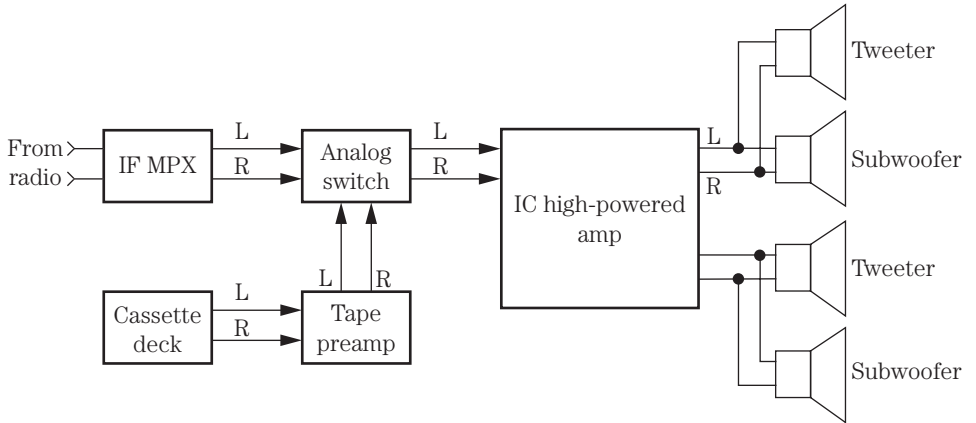 Tweeter
From
radio
IF MPX
L
R
Analog
switch
L
R
IC high-powered
amp
L
R
Subwoofer
L
R
Cassette
deck
L
R
Tape
preamp
Tweeter
Subwoofer